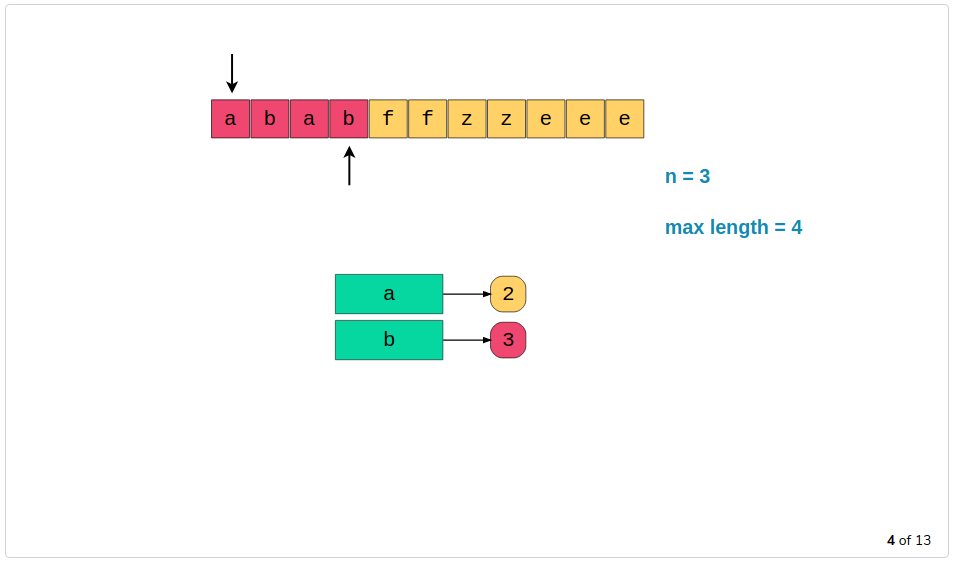 a b a b f f z z e e e
n = 3
max length = 4
a 2
b 3
4 of 13